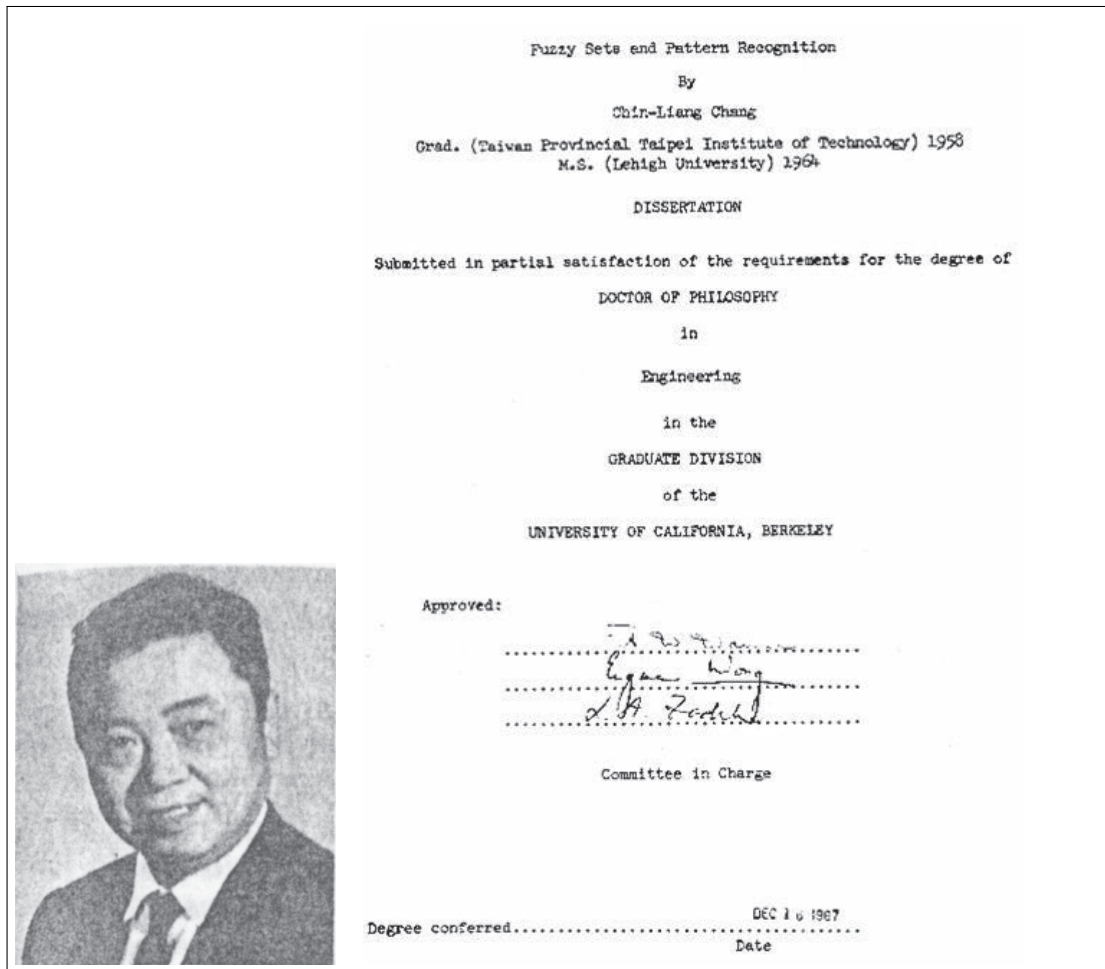 Fuzzy Sets and Pattern Recognition
By
Chin-Liang Chang
Grad. (Taiwan Provincial Taipei Institute of Technology) 1958
M.S. (Lehigh University) 1964
DISSERTATION
Submitted in partial satisfaction of the requirements for the degree of
DOCTOR OF PHILOSOPHY
in
Engineering
in the
GRADUATE DIVISION
of the
UNIVERSITY OF CALIFORNIA, BERKELEY
Approved:
Eugene Wong
L. A. Zadeh
Committee in Charge
DEC 16 1967
Degree conferred
Date